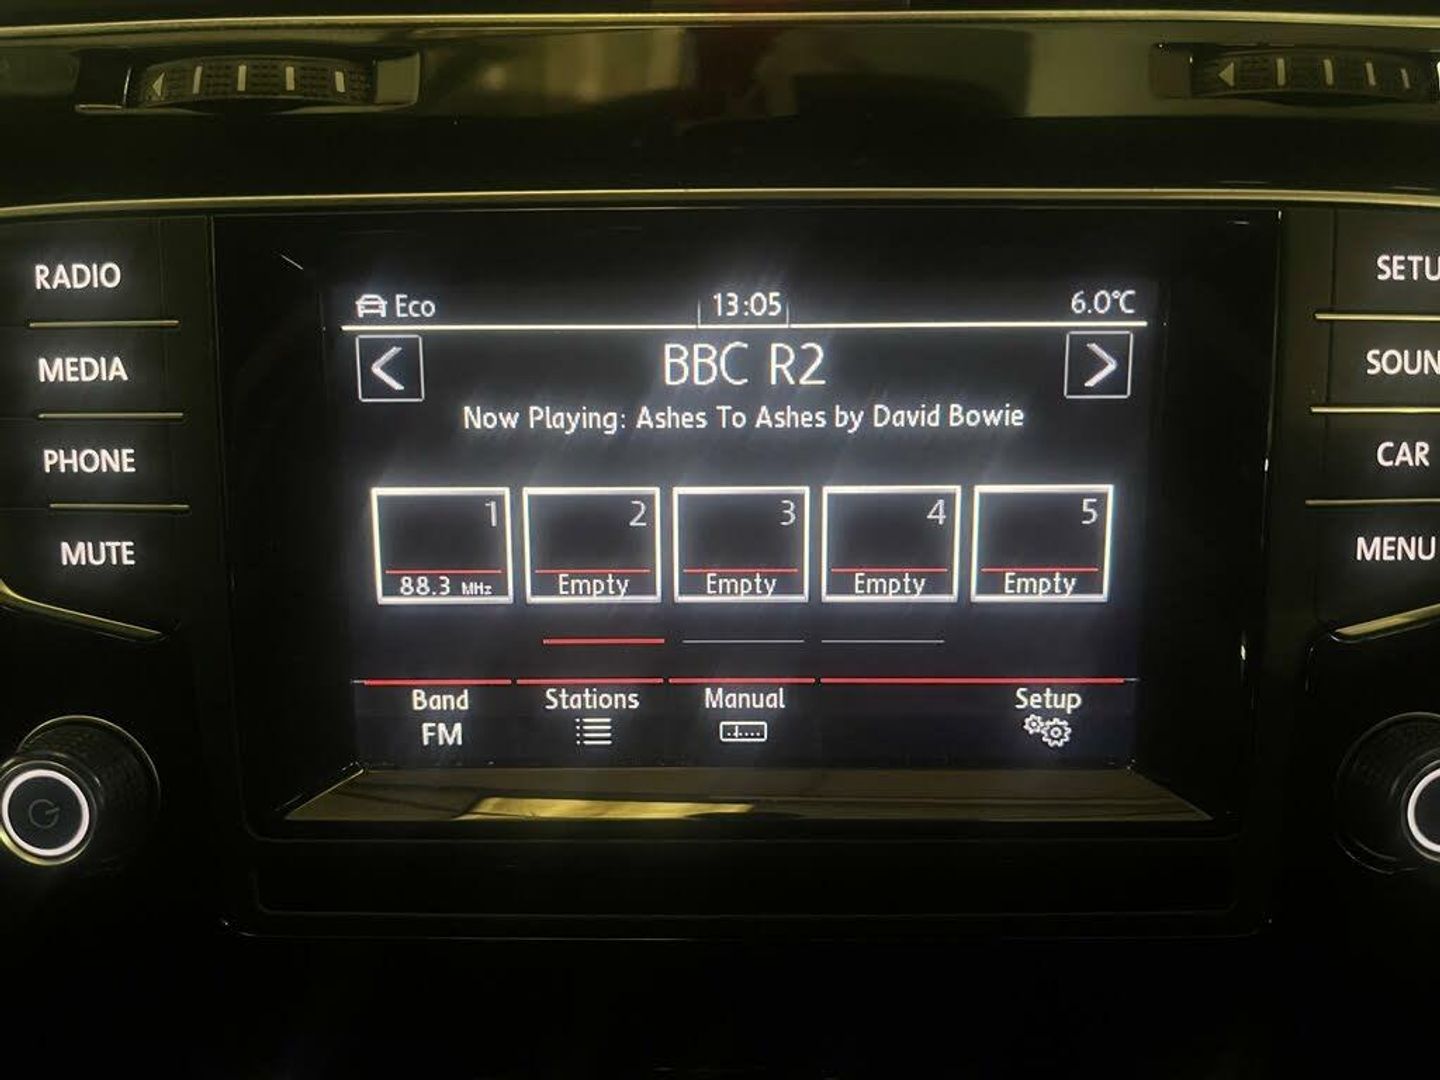 Eco 13:05 6.0°C
BBC R2
Now Playing: Ashes To Ashes by David Bowie
1 2 3 4 5
88.3 MHz Empty Empty Empty Empty
Band Stations Manual Setup
FM
RADIO
MEDIA
PHONE
MUTE
SETU
SOUN
CAR
MENU